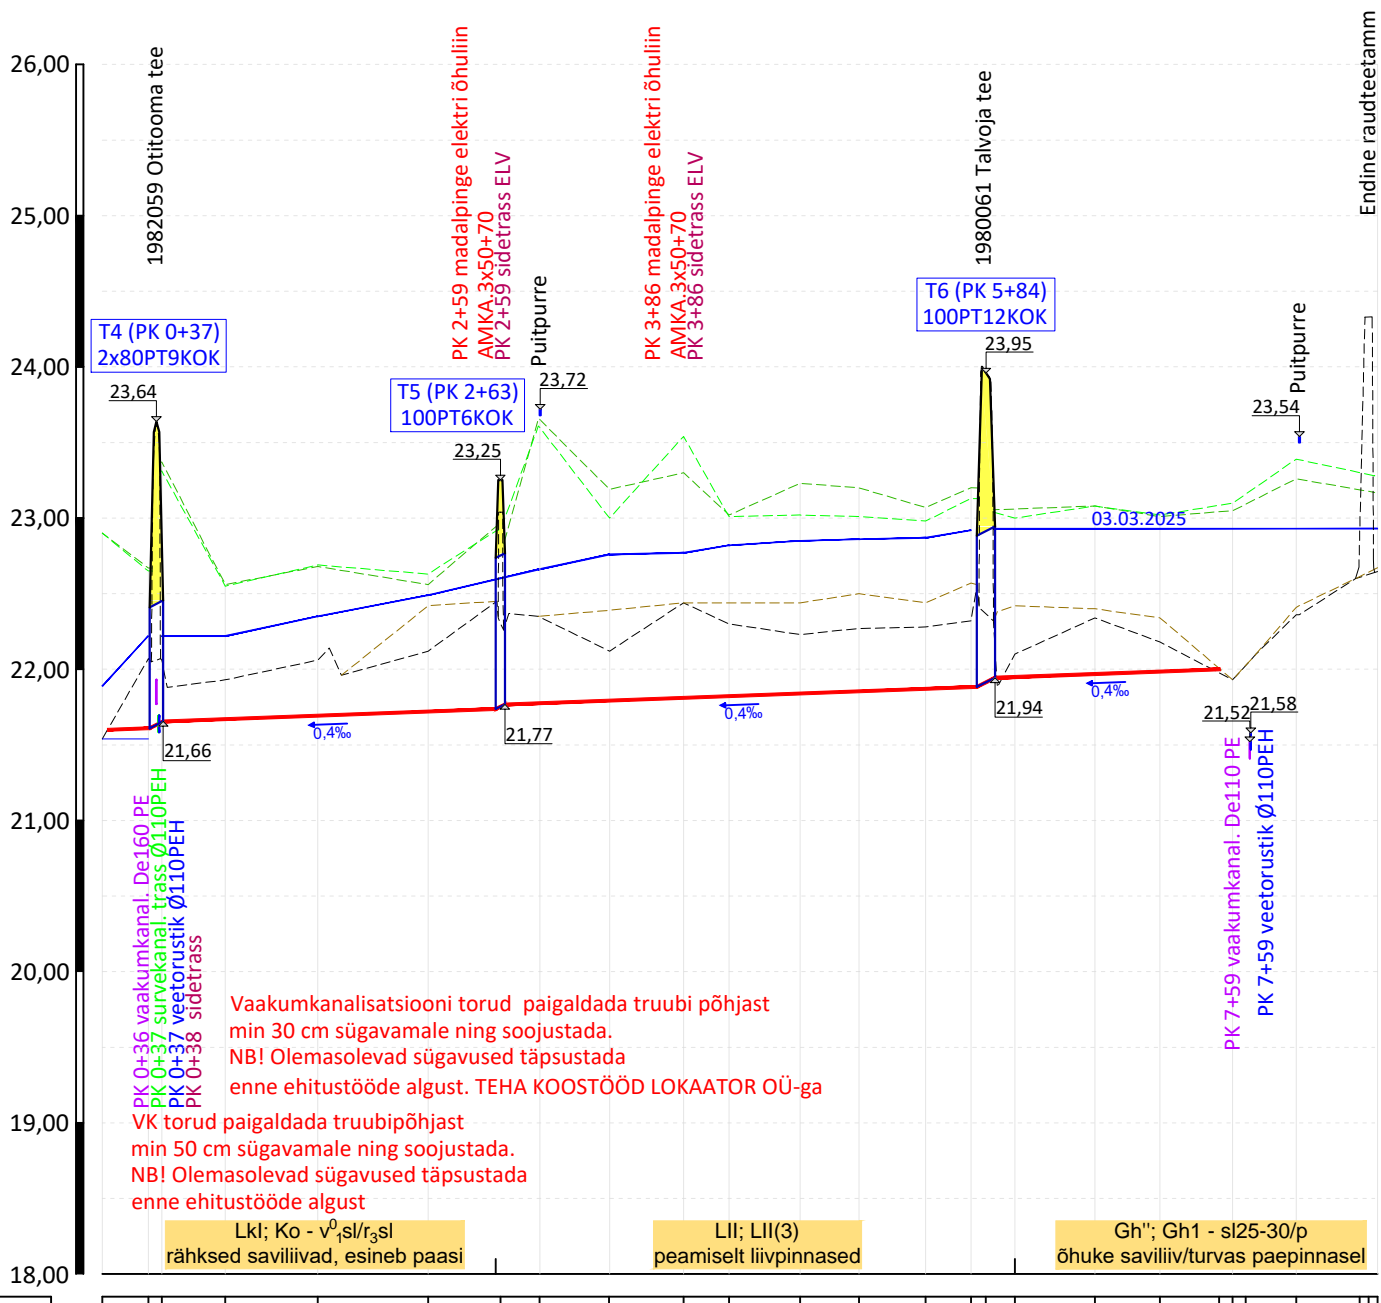 26,00
25,00
24,00
23,00
22,00
21,00
20,00
19,00
18,00
1982059 Otitooma tee
PK 2+59 madalpinge elektri õhuliin
AMKA.3x50+70
PK 2+59 sidetrass ELV
Puitpurre
PK 3+86 madalpinge elektri õhuliin
AMKA.3x50+70
PK 3+86 sidetrass ELV
1980061 Talvoja tee
Puitpurre
Endine raudteetamm
T4 (PK 0+37)
2x80PT9KOK
23,64
T5 (PK 2+63)
100PT6KOK
23,25
23,72
T6 (PK 5+84)
100PT12KOK
23,95
23,54
03.03.2025
0,4‰
0,4‰
0,4‰
21,66
21,77
21,94
21,52
21,58
PK 0+36 vaakumkanal. De160 PE
PK 0+37 survekanal. trass Ø110PEH
PK 0+37 veetorustik Ø110PEH
PK 0+38 sidetrass
PK 7+59 vaakumkanal. De110 PE
PK 7+59 veetorustik Ø110PEH
Vaakumkanalisatsiooni torud paigaldada truubi põhjast
min 30 cm sügavamale ning soojustada.
NB! Olemasolevad sügavused täpsustada
enne ehitustööde algust. TEHA KOOSTÖÖD LOKAATOR OÜ-ga
VK torud paigaldada truubipõhjast
min 50 cm sügavamale ning soojustada.
NB! Olemasolevad sügavused täpsustada
enne ehitustööde algust
LkI; Ko - v⁰₁sl/r₃sl
rähksed saviliivad, esineb paasi
LII; LII(3)
peamiselt liivpinnased
Gh''; Gh1 - sl25-30/p
õhuke saviliiv/turvas paepinnasel